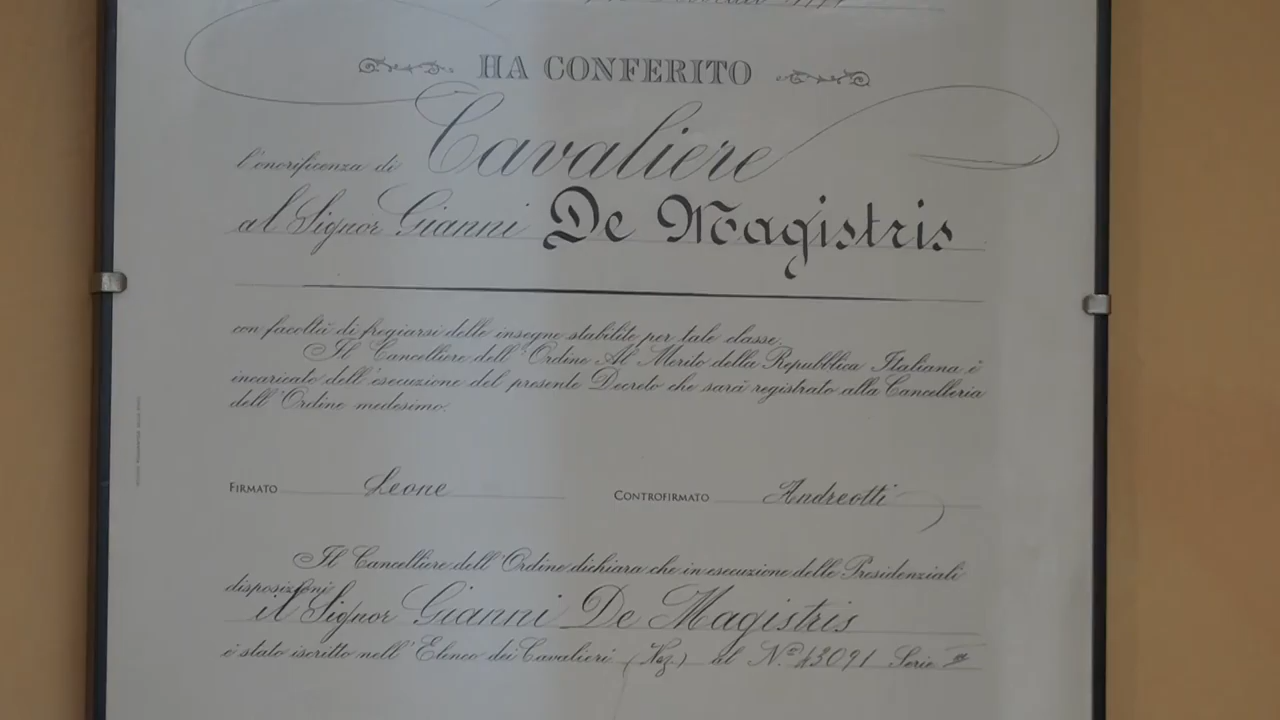 HA CONFERITO
l'onorificenza di Cavaliere
al Signor Gianni De Magistris
con facoltà di fregiarsi delle insegne stabilite per tale classe.
Il Cancelliere dell'Ordine Al Merito della Repubblica Italiana è
incaricato dell'esecuzione del presente Decreto che sarà registrato alla Cancelleria
dell'Ordine medesimo.
FIRMATO Leone CONTROFIRMATO Andreotti
Il Cancelliere dell'Ordine dichiara che in esecuzione delle Presidenziali
disposizioni
il Signor Gianni De Magistris
è stato iscritto nell'Elenco dei Cavalieri (Naz.) al N.° 43091 Serie